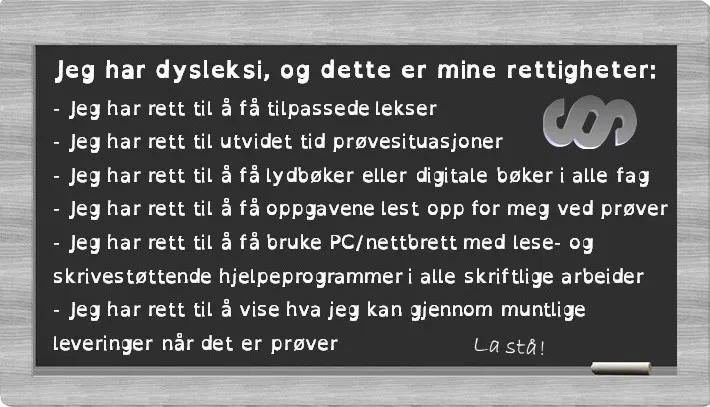 Jeg har dysleksi, og dette er mine rettigheter:
- Jeg har rett til å få tilpassede lekser
- Jeg har rett til utvidet tid prøvesituasjoner
- Jeg har rett til å få lydbøker eller digitale bøker i alle fag
- Jeg har rett til å få oppgavene lest opp for meg ved prøver
- Jeg har rett til å få bruke PC/nettbrett med lese- og
skrivestøttende hjelpeprogrammer i alle skriftlige arbeider
- Jeg har rett til å vise hva jeg kan gjennom muntlige
leveringer når det er prøver
La stå!